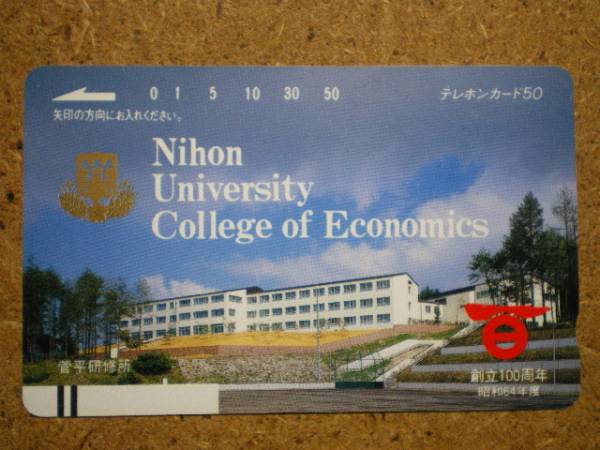 0 1 5 10 30 50
テレホンカード50
矢印の方向にお入れください。
Nihon
University
College of Economics
菅平研修所
創立100周年
昭和64年度